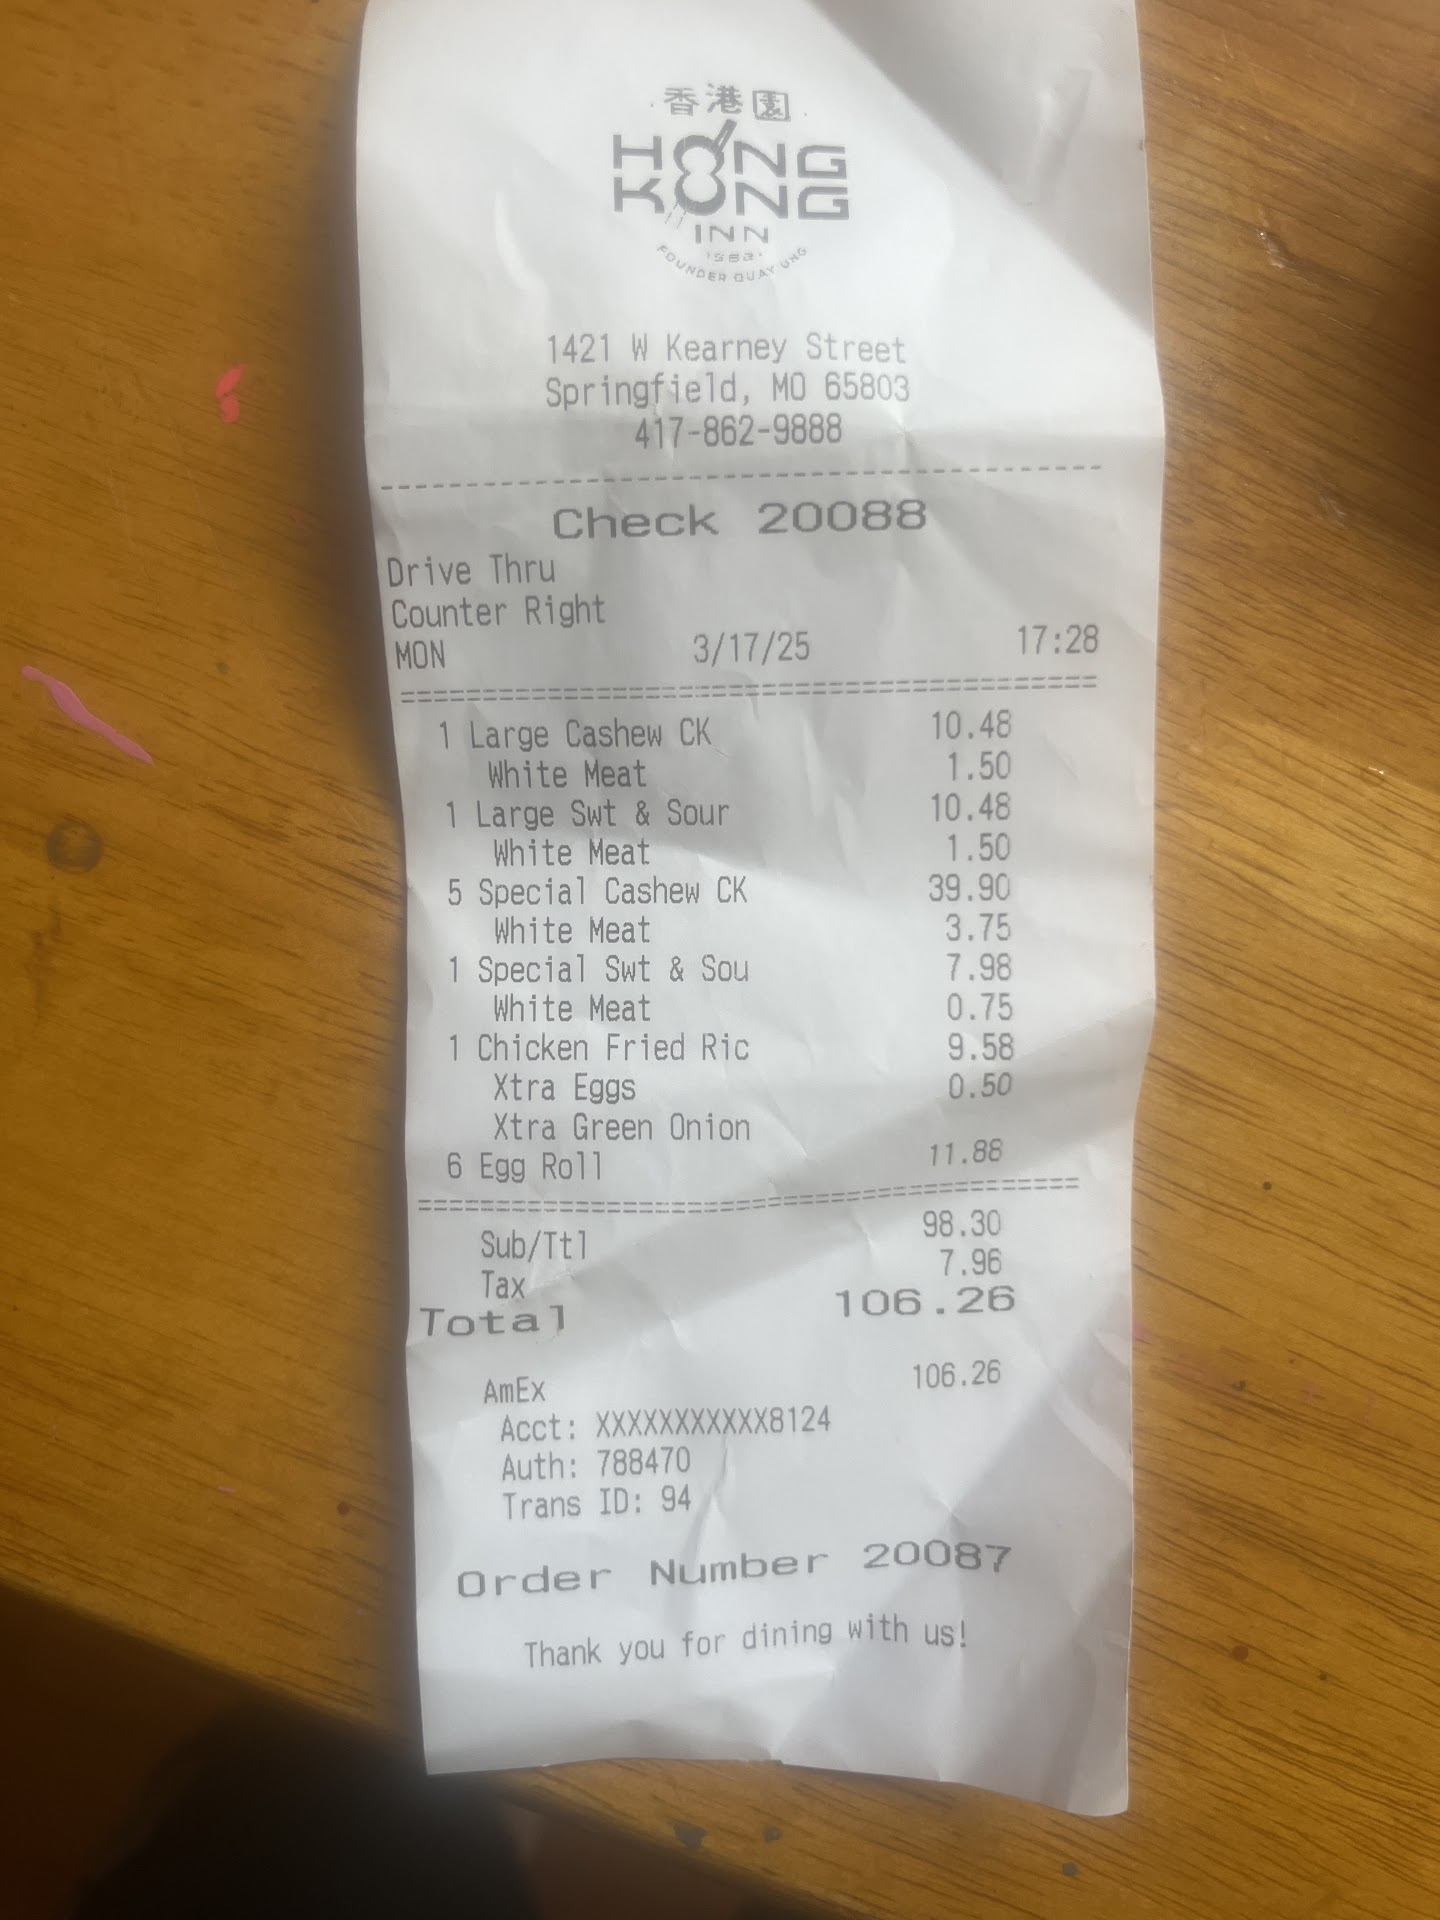 香港園
HONG
KONG
INN
1982
FOUNDER QUAY UNG
1421 W Kearney Street
Springfield, MO 65803
417-862-9888
Check 20088
Drive Thru
Counter Right
MON 3/17/25 17:28
1 Large Cashew CK 10.48
White Meat 1.50
1 Large Swt & Sour 10.48
White Meat 1.50
5 Special Cashew CK 39.90
White Meat 3.75
1 Special Swt & Sou 7.98
White Meat 0.75
1 Chicken Fried Ric 9.58
Xtra Eggs 0.50
Xtra Green Onion
6 Egg Roll 11.88
Sub/Ttl 98.30
Tax 7.96
Total 106.26
AmEx 106.26
Acct: XXXXXXXXXXX8124
Auth: 788470
Trans ID: 94
Order Number 20087
Thank you for dining with us!